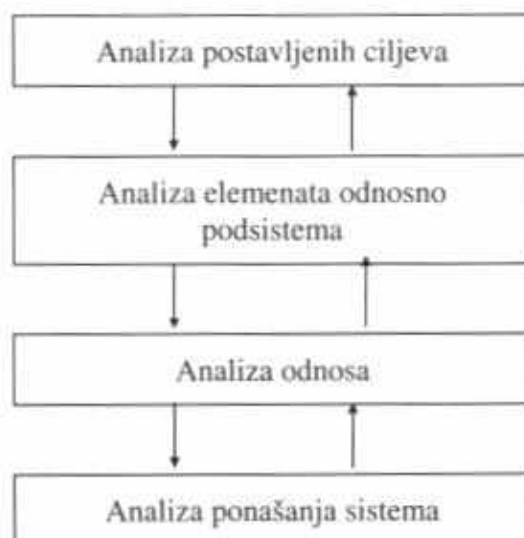 Analiza postavljenih ciljeva
Analiza elemenata odnosno
podsistema
Analiza odnosa
Analiza ponašanja sistema